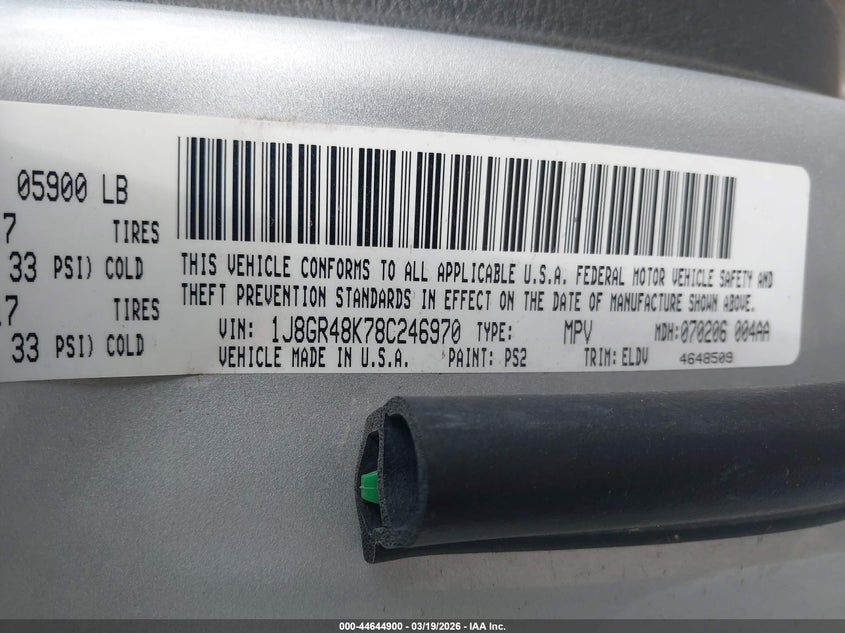 05900 LB
7 TIRES
33 PSI) COLD
17 TIRES
33 PSI) COLD
THIS VEHICLE CONFORMS TO ALL APPLICABLE U.S.A. FEDERAL MOTOR VEHICLE SAFETY AND
THEFT PREVENTION STANDARDS IN EFFECT ON THE DATE OF MANUFACTURE SHOWN ABOVE.
VIN: 1J8GR48K78C246970 TYPE: MPV MDH:070206 004AA
VEHICLE MADE IN U.S.A. PAINT: PS2 TRIM: ELDV 4648509
000-44644900 - 03/19/2026 - IAA Inc.